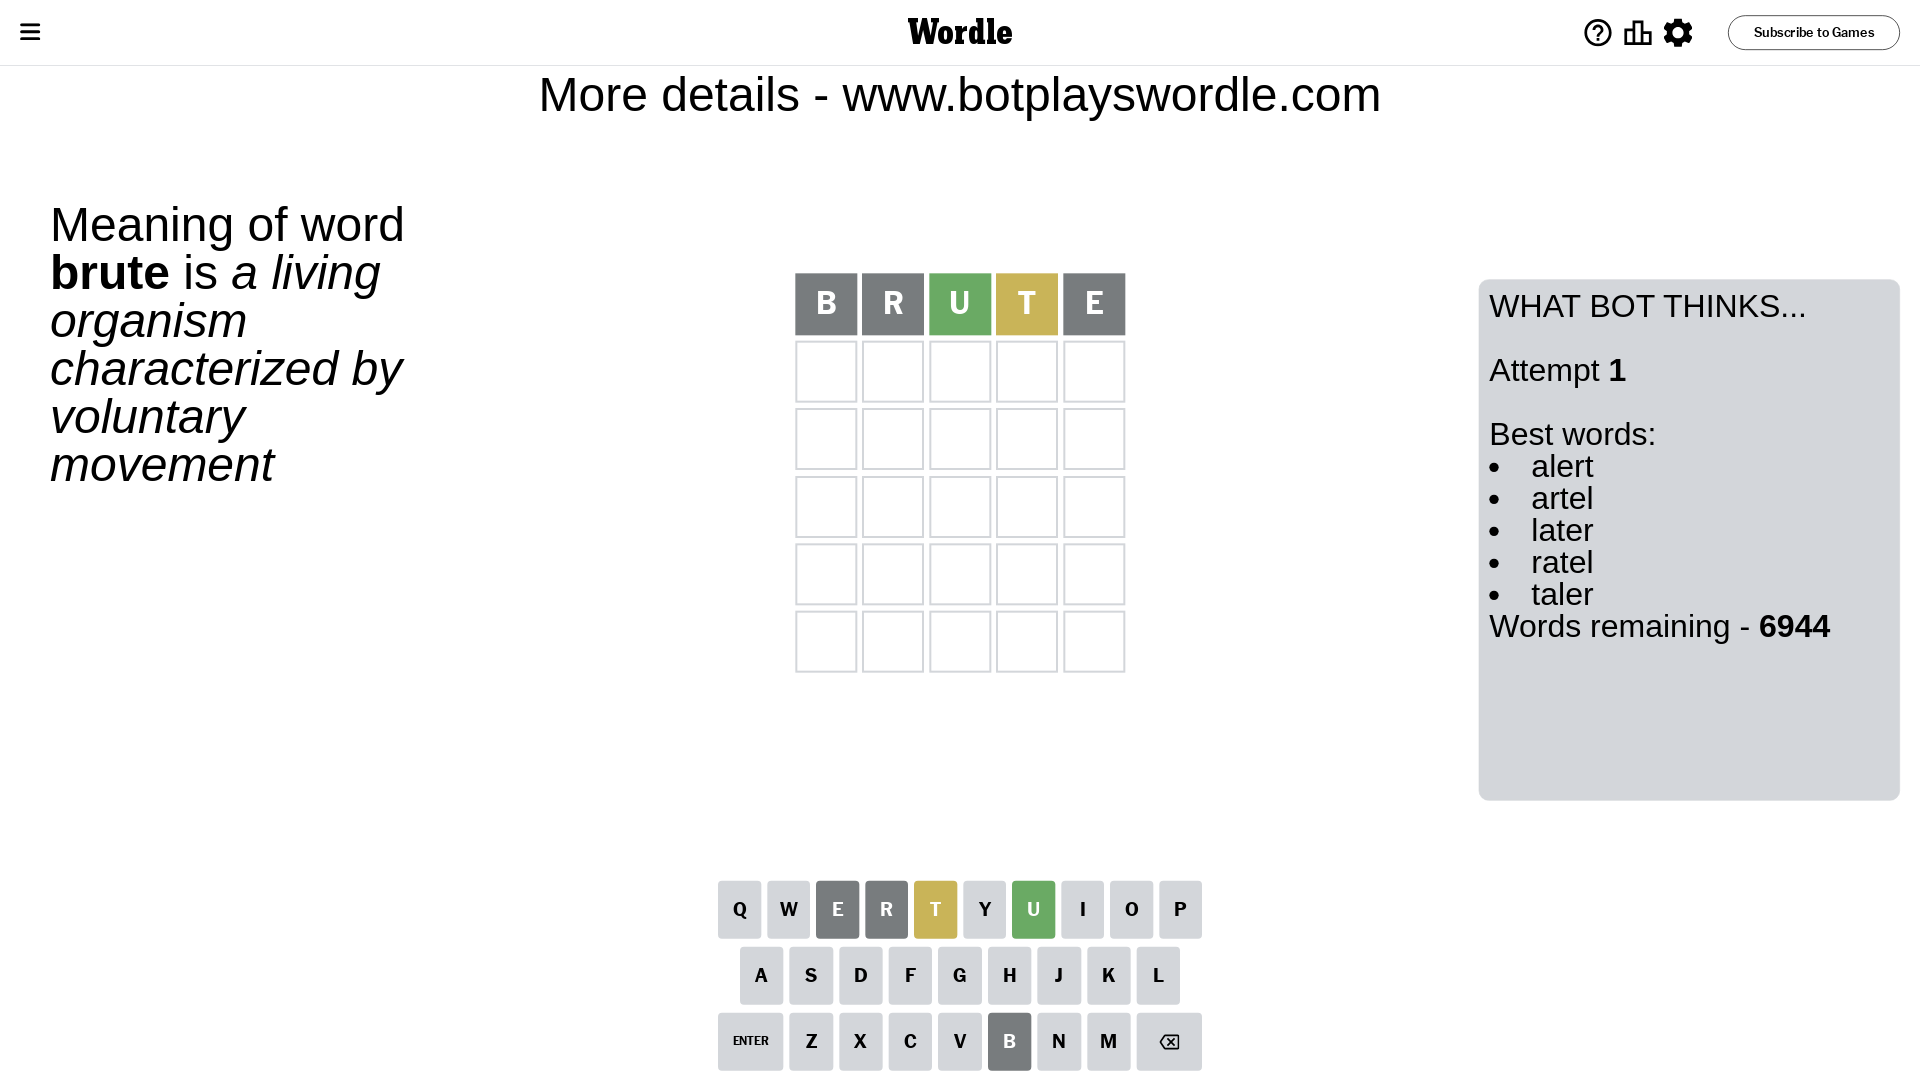 Wordle
Subscribe to Games
More details - www.botplayswordle.com
Meaning of word
brute is a living
organism
characterized by
voluntary
movement
B R U T E
WHAT BOT THINKS...
Attempt 1
Best words:
• alert
• artel
• later
• ratel
• taler
Words remaining - 6944
Q W E R T Y U I O P
A S D F G H J K L
ENTER Z X C V B N M